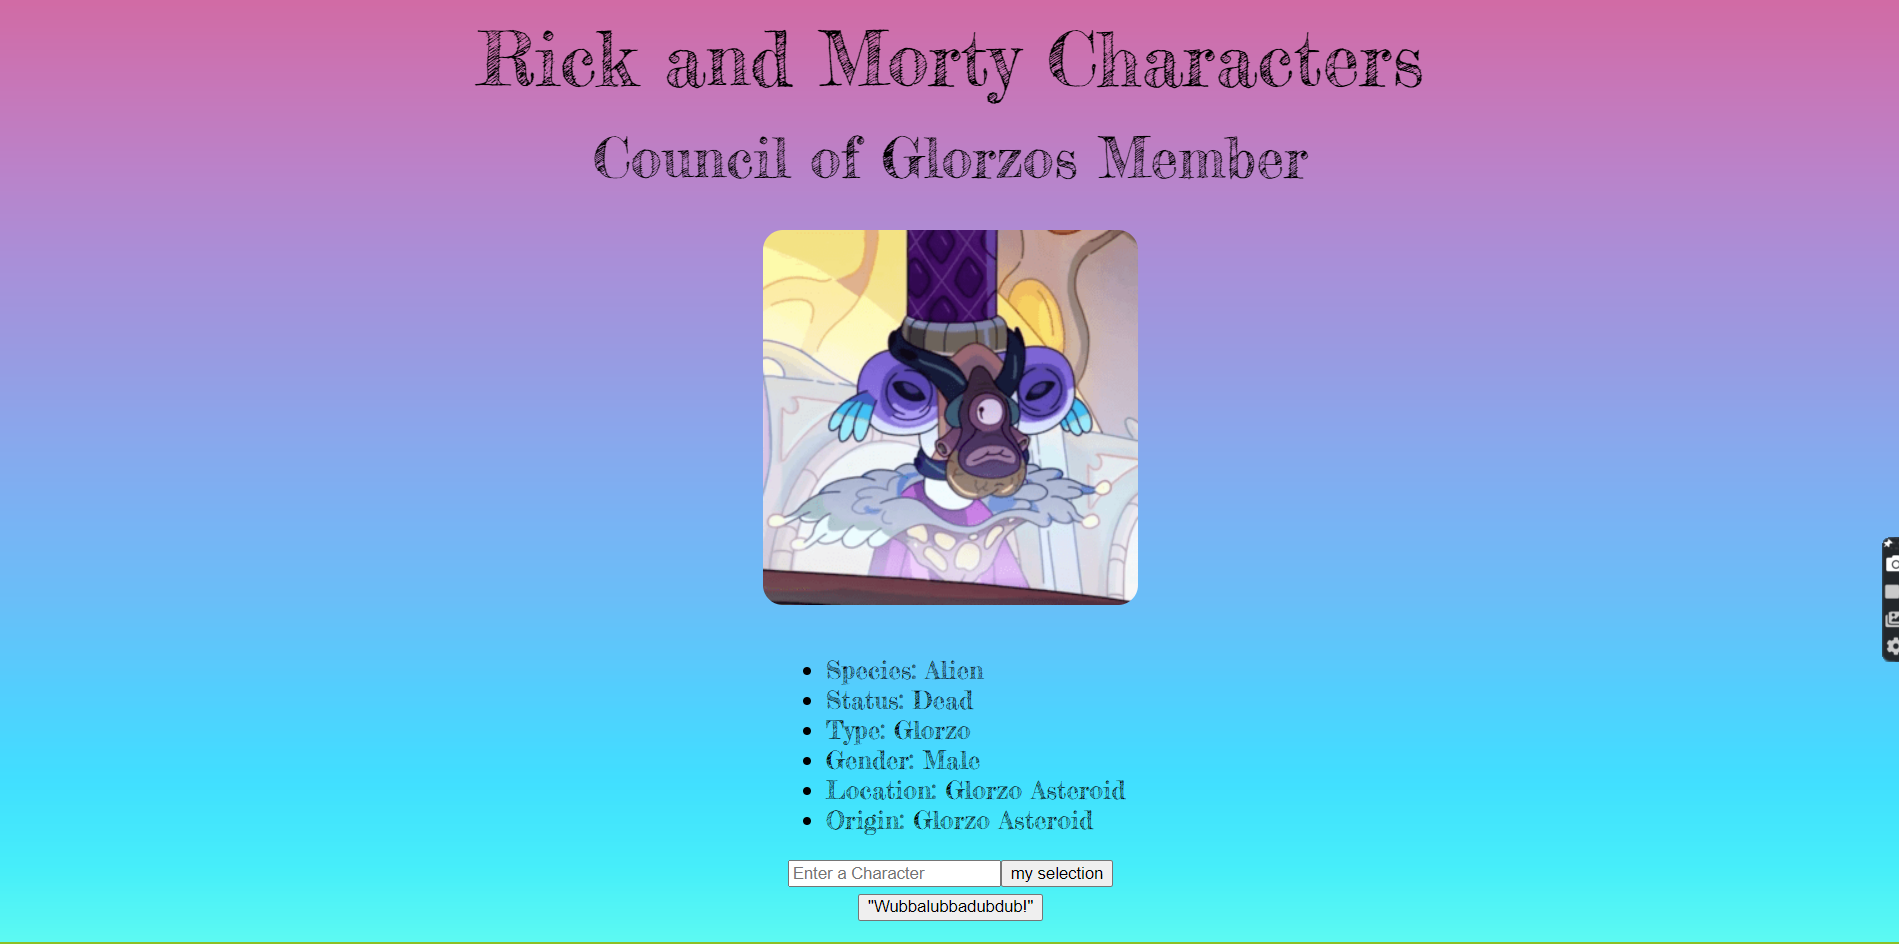 Rick and Morty Characters
Council of Glorzos Member
Species: Alien
Status: Dead
Type: Glorzo
Gender: Male
Location: Glorzo Asteroid
Origin: Glorzo Asteroid
Enter a Character my selection
"Wubbalubbadubdub!"